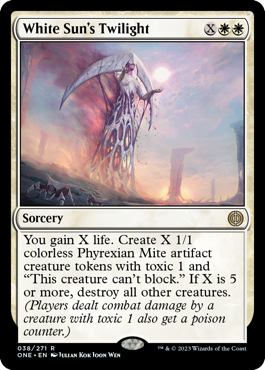 White Sun's Twilight X
Sorcery
You gain X life. Create X 1/1
colorless Phyrexian Mite artifact
creature tokens with toxic 1 and
“This creature can't block.” If X is 5
or more, destroy all other creatures.
(Players dealt combat damage by a
creature with toxic 1 also get a poison
counter.)
038/271 R
ONE • EN Julian Kok Joon Wen
™ & © 2023 Wizards of the Coast